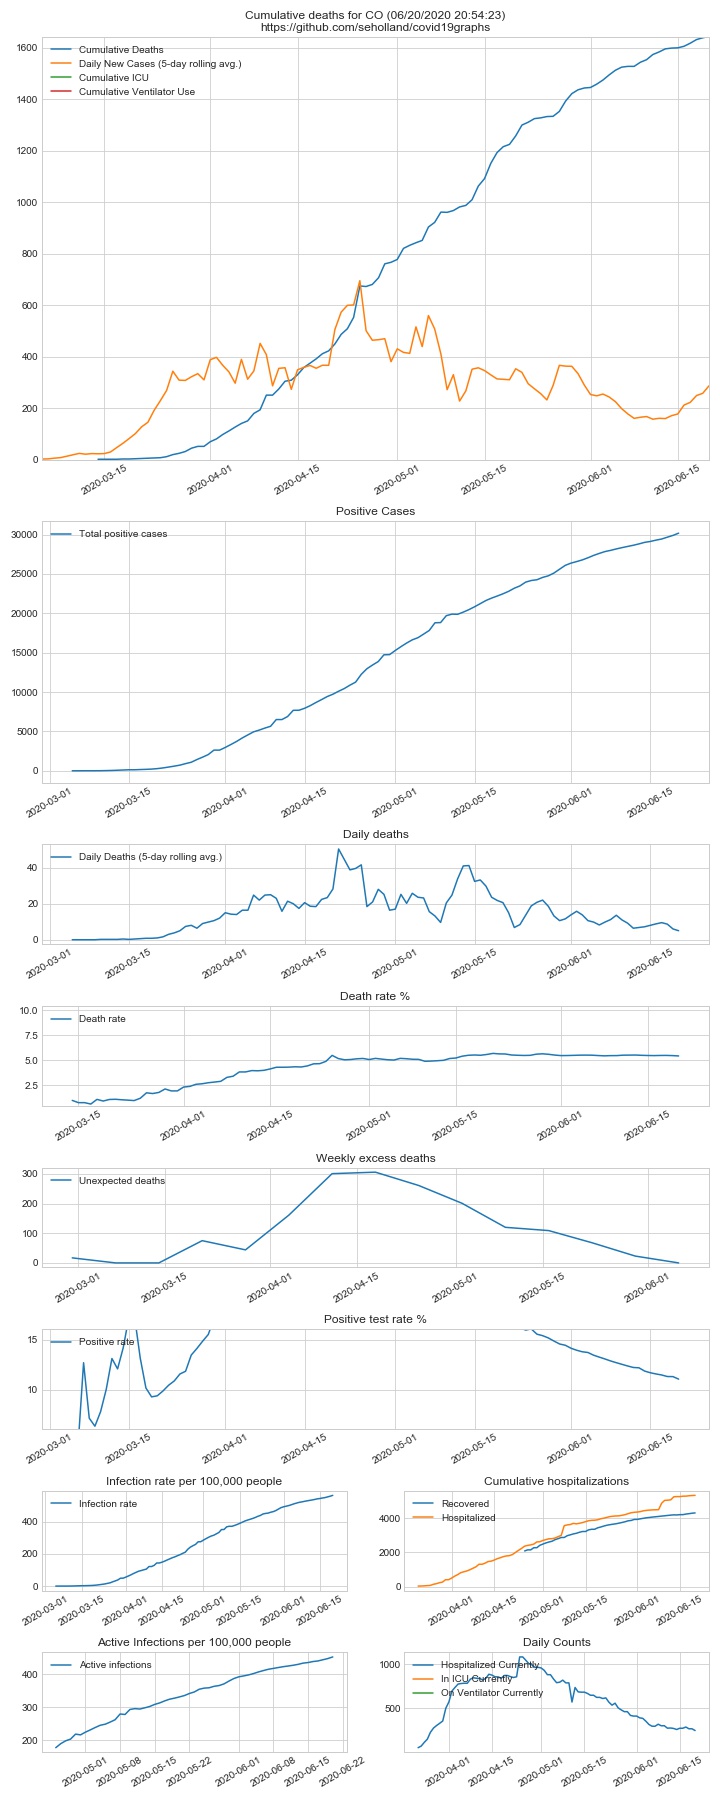 Cumulative deaths for CO (06/20/2020 20:54:23)
https://github.com/seholland/covid19graphs
Cumulative Deaths
Daily New Cases (5-day rolling avg.)
Cumulative ICU
Cumulative Ventilator Use
1600
1400
1200
1000
800
600
400
200
0
2020-03-15 2020-04-01 2020-04-15 2020-05-01 2020-05-15 2020-06-01 2020-06-15
Positive Cases
Total positive cases
30000
25000
20000
15000
10000
5000
0
2020-03-01 2020-03-15 2020-04-01 2020-04-15 2020-05-01 2020-05-15 2020-06-01 2020-06-15
Daily deaths
Daily Deaths (5-day rolling avg.)
40
20
0
2020-03-01 2020-03-15 2020-04-01 2020-04-15 2020-05-01 2020-05-15 2020-06-01 2020-06-15
Death rate %
Death rate
10.0
7.5
5.0
2.5
2020-03-15 2020-04-01 2020-04-15 2020-05-01 2020-05-15 2020-06-01 2020-06-15
Weekly excess deaths
Unexpected deaths
300
200
100
0
2020-03-01 2020-03-15 2020-04-01 2020-04-15 2020-05-01 2020-05-15 2020-06-01
Positive test rate %
Positive rate
15
10
2020-03-01 2020-03-15 2020-04-01 2020-04-15 2020-05-01 2020-05-15 2020-06-01 2020-06-15
Infection rate per 100,000 people
Infection rate
400
200
0
2020-03-01 2020-03-15 2020-04-01 2020-04-15 2020-05-01 2020-05-15 2020-06-01 2020-06-15
Cumulative hospitalizations
Recovered
Hospitalized
4000
2000
0
2020-04-01 2020-04-15 2020-05-01 2020-05-15 2020-06-01 2020-06-15
Active Infections per 100,000 people
Active infections
400
300
200
2020-05-01 2020-05-08 2020-05-15 2020-05-22 2020-06-01 2020-06-08 2020-06-15 2020-06-22
Daily Counts
Hospitalized Currently
In ICU Currently
On Ventilator Currently
1000
500
2020-04-01 2020-04-15 2020-05-01 2020-05-15 2020-06-01 2020-06-15